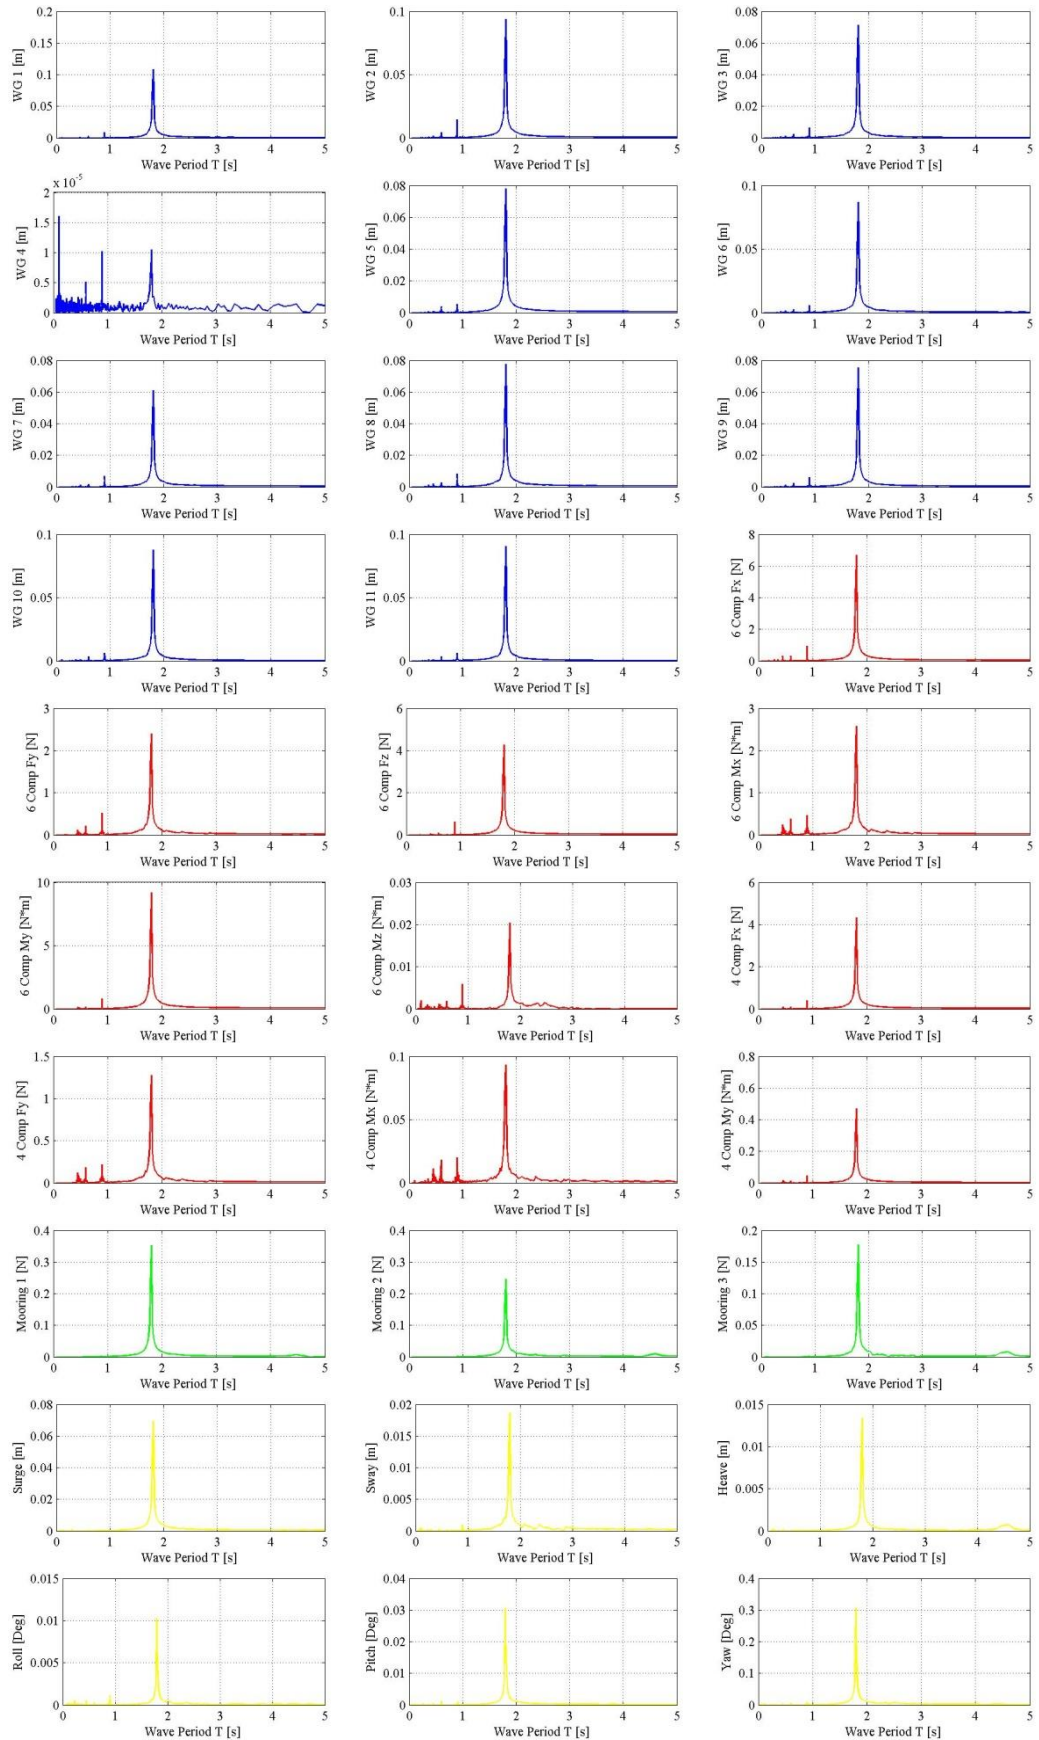 WG 1 [m]
0.2
0.15
0.1
0.05
0
0 1 2 3 4 5
Wave Period T [s]
WG 2 [m]
0.1
0.05
0
0 1 2 3 4 5
Wave Period T [s]
WG 3 [m]
0.08
0.06
0.04
0.02
0
0 1 2 3 4 5
Wave Period T [s]
WG 4 [m]
x 10^-5
2
1.5
1
0.5
0
0 1 2 3 4 5
Wave Period T [s]
WG 5 [m]
0.08
0.06
0.04
0.02
0
0 1 2 3 4 5
Wave Period T [s]
WG 6 [m]
0.1
0.05
0
0 1 2 3 4 5
Wave Period T [s]
WG 7 [m]
0.08
0.06
0.04
0.02
0
0 1 2 3 4 5
Wave Period T [s]
WG 8 [m]
0.08
0.06
0.04
0.02
0
0 1 2 3 4 5
Wave Period T [s]
WG 9 [m]
0.08
0.06
0.04
0.02
0
0 1 2 3 4 5
Wave Period T [s]
WG 10 [m]
0.1
0.05
0
0 1 2 3 4 5
Wave Period T [s]
WG 11 [m]
0.1
0.05
0
0 1 2 3 4 5
Wave Period T [s]
6 Comp Fx [N]
8
6
4
2
0
0 1 2 3 4 5
Wave Period T [s]
6 Comp Fy [N]
3
2
1
0
0 1 2 3 4 5
Wave Period T [s]
6 Comp Fz [N]
6
4
2
0
0 1 2 3 4 5
Wave Period T [s]
6 Comp Mx [N*m]
3
2
1
0
0 1 2 3 4 5
Wave Period T [s]
6 Comp My [N*m]
10
5
0
0 1 2 3 4 5
Wave Period T [s]
6 Comp Mz [N*m]
0.03
0.02
0.01
0
0 1 2 3 4 5
Wave Period T [s]
4 Comp Fx [N]
6
4
2
0
0 1 2 3 4 5
Wave Period T [s]
4 Comp Fy [N]
1.5
1
0.5
0
0 1 2 3 4 5
Wave Period T [s]
4 Comp Mx [N*m]
0.1
0.05
0
0 1 2 3 4 5
Wave Period T [s]
4 Comp My [N*m]
0.8
0.6
0.4
0.2
0
0 1 2 3 4 5
Wave Period T [s]
Mooring 1 [N]
0.4
0.3
0.2
0.1
0
0 1 2 3 4 5
Wave Period T [s]
Mooring 2 [N]
0.4
0.3
0.2
0.1
0
0 1 2 3 4 5
Wave Period T [s]
Mooring 3 [N]
0.2
0.15
0.1
0.05
0
0 1 2 3 4 5
Wave Period T [s]
Surge [m]
0.08
0.06
0.04
0.02
0
0 1 2 3 4 5
Wave Period T [s]
Sway [m]
0.02
0.015
0.01
0.005
0
0 1 2 3 4 5
Wave Period T [s]
Heave [m]
0.015
0.01
0.005
0
0 1 2 3 4 5
Wave Period T [s]
Roll [Deg]
0.015
0.01
0.005
0
0 1 2 3 4 5
Wave Period T [s]
Pitch [Deg]
0.04
0.03
0.02
0.01
0
0 1 2 3 4 5
Wave Period T [s]
Yaw [Deg]
0.4
0.3
0.2
0.1
0
0 1 2 3 4 5
Wave Period T [s]